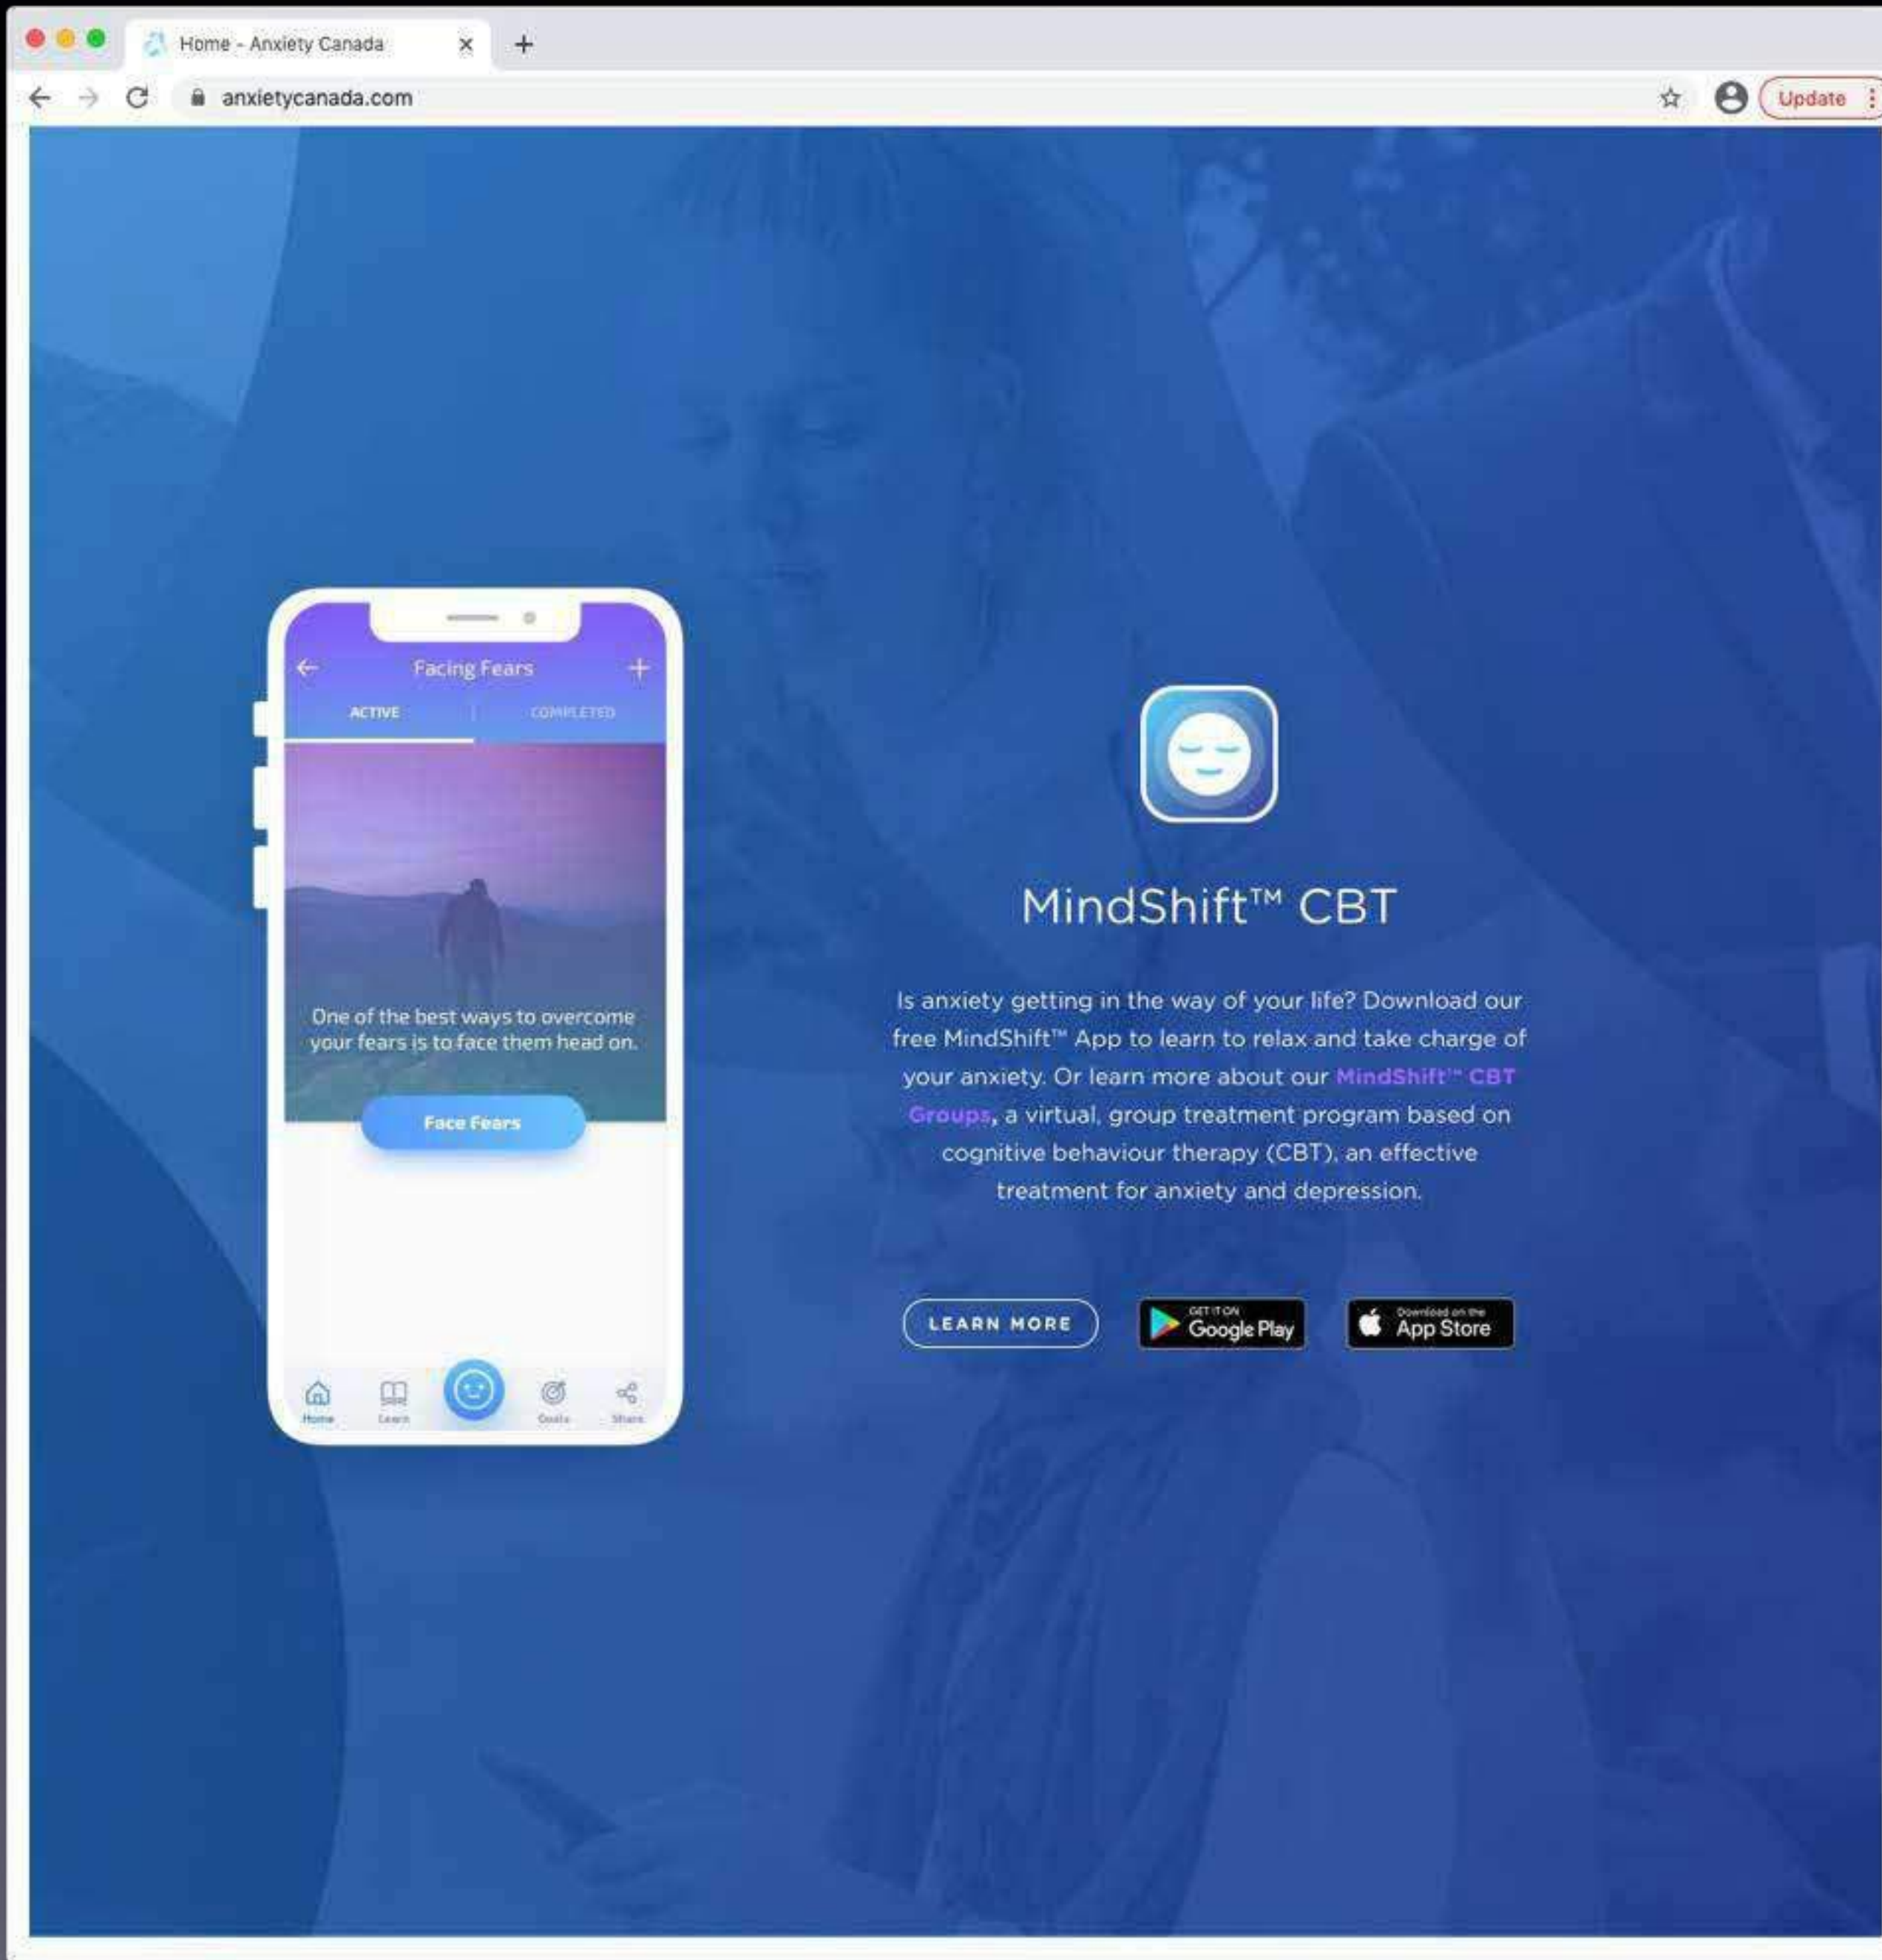 Home - Anxiety Canada
anxietycanada.com
Update
Facing Fears
ACTIVE
COMPLETED
One of the best ways to overcome
your fears is to face them head on.
Face Fears
Home
Learn
Goals
Share
MindShift™ CBT
Is anxiety getting in the way of your life? Download our
free MindShift™ App to learn to relax and take charge of
your anxiety. Or learn more about our MindShift™ CBT
Groups, a virtual, group treatment program based on
cognitive behaviour therapy (CBT), an effective
treatment for anxiety and depression.
LEARN MORE
GET IT ON
Google Play
Download on the
App Store